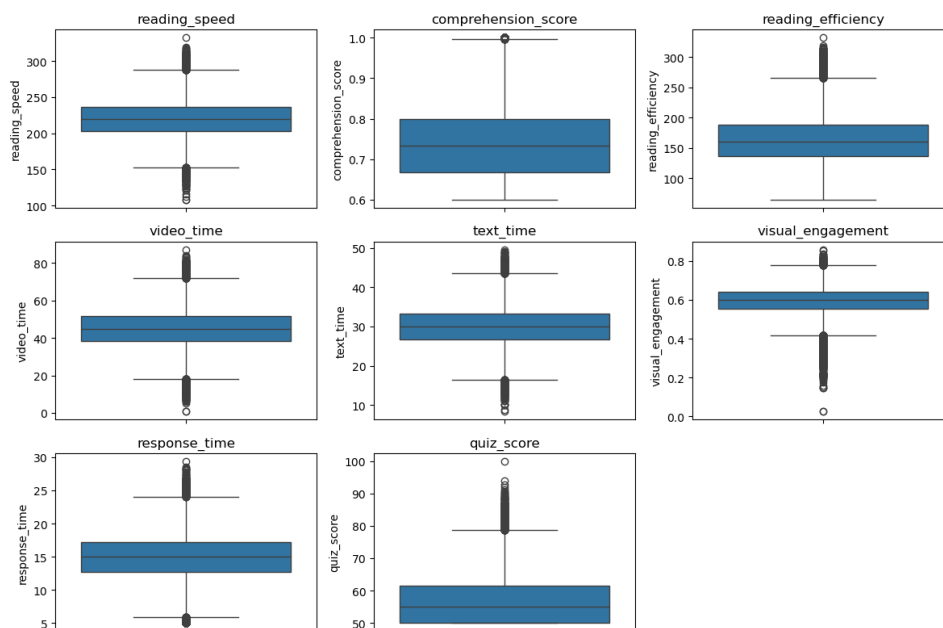 reading_speed
reading_speed
300
250
200
150
100
comprehension_score
comprehension_score
1.0
0.9
0.8
0.7
0.6
reading_efficiency
reading_efficiency
300
250
200
150
100
video_time
video_time
80
60
40
20
0
text_time
text_time
50
40
30
20
10
visual_engagement
visual_engagement
0.8
0.6
0.4
0.2
0.0
response_time
response_time
30
25
20
15
10
5
quiz_score
quiz_score
100
90
80
70
60
50